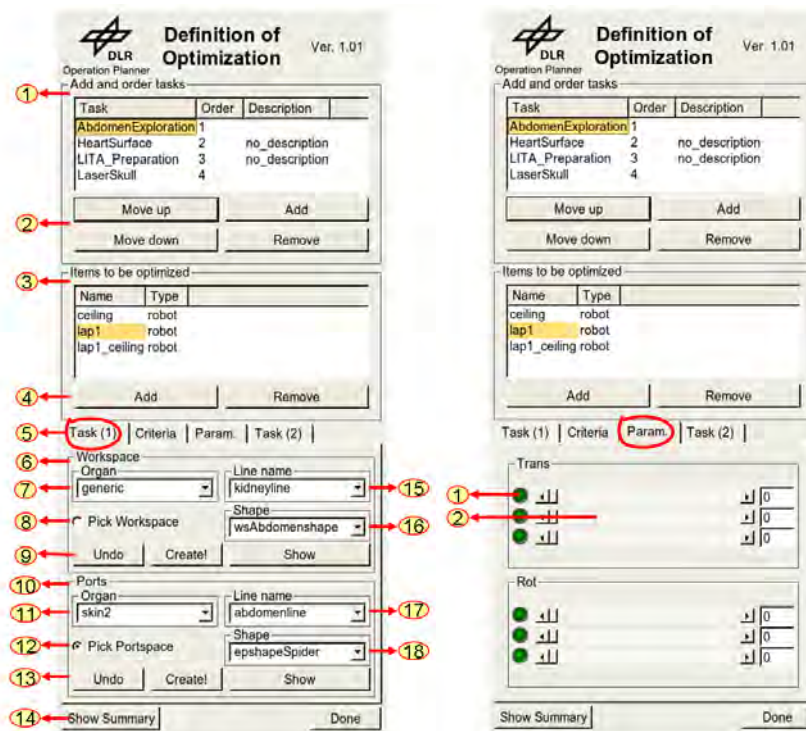 Definition of
Optimization
Ver. 1.01
DLR
Operation Planner
1
Add and order tasks
Task Order Description
AbdomenExploration 1
HeartSurface 2 no_description
LITA_Preparation 3 no_description
LaserSkull 4
Move up Add
2
Move down Remove
3
Items to be optimized
Name Type
ceiling robot
lap1 robot
lap1_ceiling robot
4
Add Remove
5
Task (1) Criteria Param. Task (2)
6
Workspace
Organ Line name
7
generic kidneyline
15
8
Pick Workspace
Shape
wsAbdomenshape
16
9
Undo Create! Show
10
Ports
Organ Line name
11
skin2 abdomenline
17
12
Pick Portspace
Shape
epshapeSpider
18
13
Undo Create! Show
14
Show Summary Done
Definition of
Optimization
Ver. 1.01
DLR
Operation Planner
Add and order tasks
Task Order Description
AbdomenExploration 1
HeartSurface 2 no_description
LITA_Preparation 3 no_description
LaserSkull 4
Move up Add
Move down Remove
Items to be optimized
Name Type
ceiling robot
lap1 robot
lap1_ceiling robot
Add Remove
Task (1) Criteria Param. Task (2)
Trans
1
0
2
0
0
Rot
0
0
0
Show Summary Done